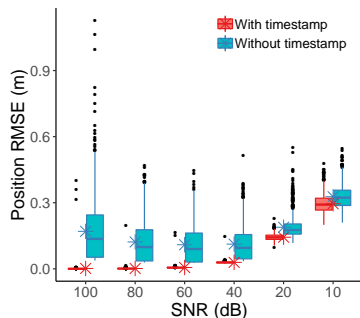 With timestamp
Without timestamp
Position RMSE (m)
0.9
0.6
0.3
0.0
100 80 60 40 20 10
SNR (dB)